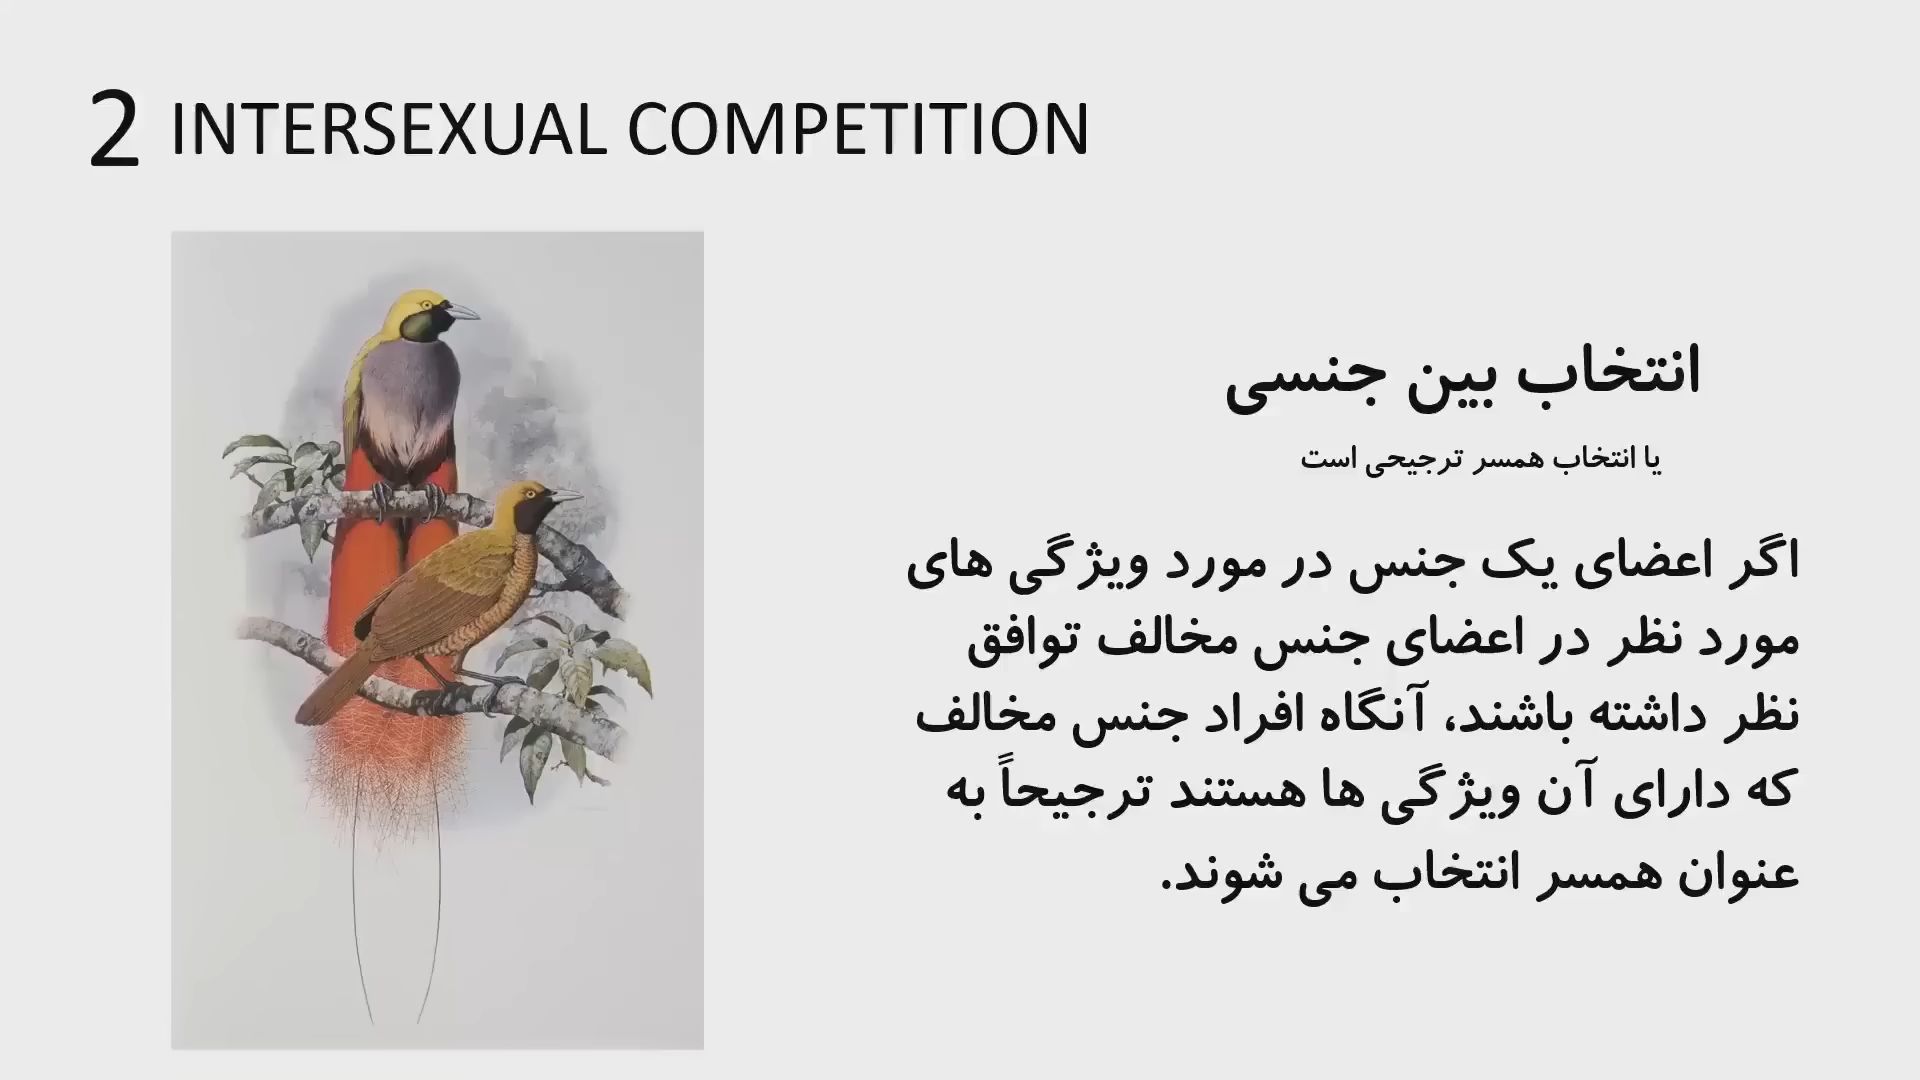 2 INTERSEXUAL COMPETITION
انتخاب بین جنسی
یا انتخاب همسر ترجیحی است
اگر اعضای یک جنس در مورد ویژگی های
مورد نظر در اعضای جنس مخالف توافق
نظر داشته باشند، آنگاه افراد جنس مخالف
که دارای آن ویژگی ها هستند ترجیحاً به
عنوان همسر انتخاب می شوند.